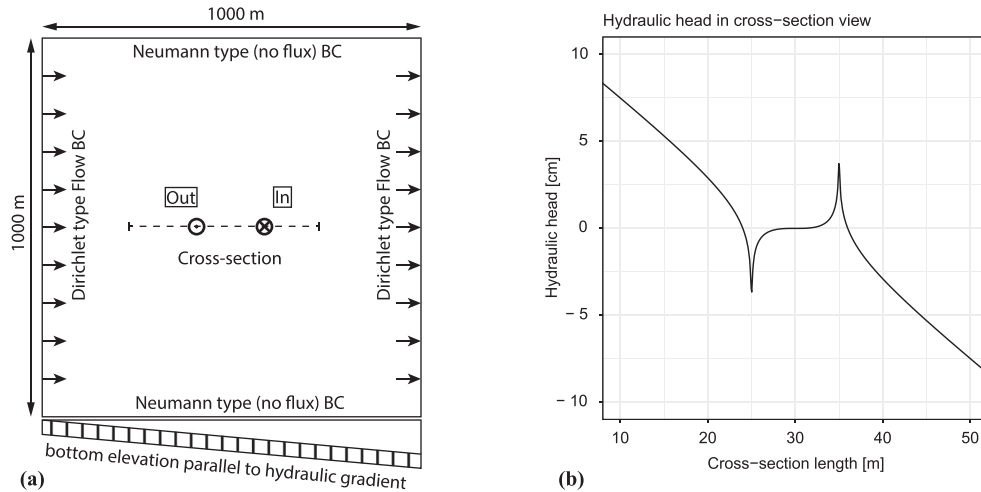 1000 m
1000 m
Neumann type (no flux) BC
Dirichlet type Flow BC
Out
In
Cross-section
Dirichlet type Flow BC
Neumann type (no flux) BC
bottom elevation parallel to hydraulic gradient
(a)
Hydraulic head in cross−section view
Hydraulic head [cm]
10
5
0
− 5
− 10
10
20
30
40
50
Cross−section length [m]
(b)